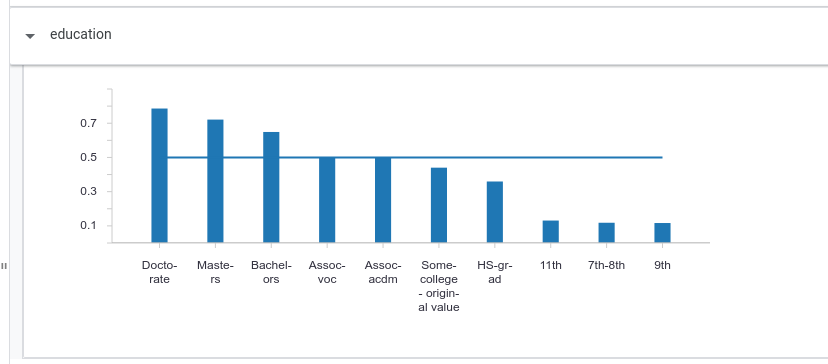 education
0.7
0.5
0.3
0.1
Docto-
rate
Maste-
rs
Bachel-
ors
Assoc-
voc
Assoc-
acdm
Some-
college
- origin-
al value
HS-gr-
ad
11th
7th-8th
9th